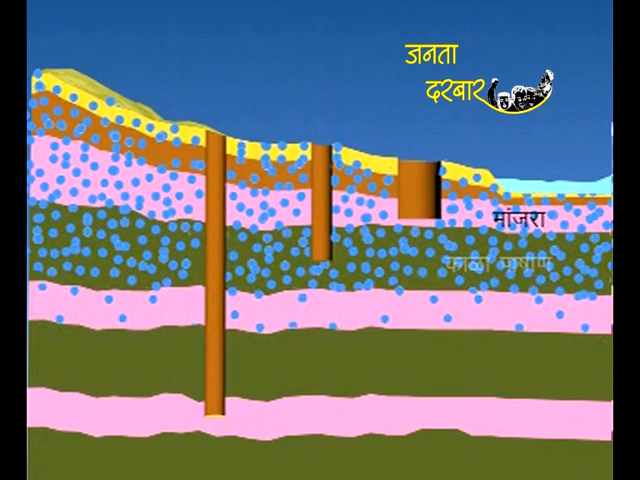 जनता
दरबार
मांजरा
काळा पाषाण